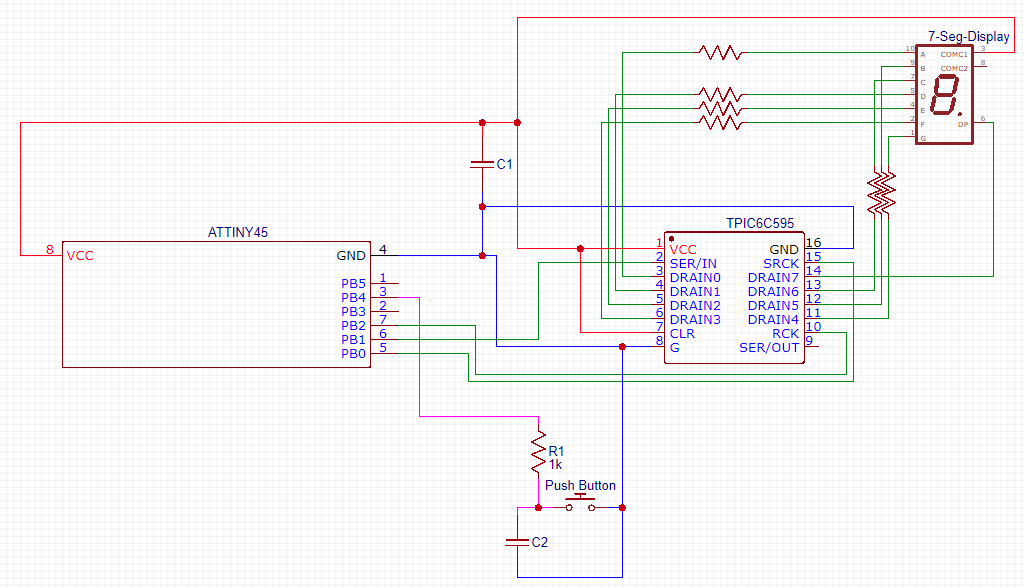 7-Seg-Display
10 A COMC1 3
9 B COMC2 8
7 C
5 D
4 E
2 F DP 6
1 G
C1
ATTINY45
8 VCC GND 4
PB5 1
PB4 3
PB3 2
PB2 7
PB1 6
PB0 5
TPIC6C595
1 VCC GND 16
2 SER/IN SRCK 15
3 DRAIN0 DRAIN7 14
4 DRAIN1 DRAIN6 13
5 DRAIN2 DRAIN5 12
6 DRAIN3 DRAIN4 11
7 CLR RCK 10
8 G SER/OUT 9
R1
1k
Push Button
C2